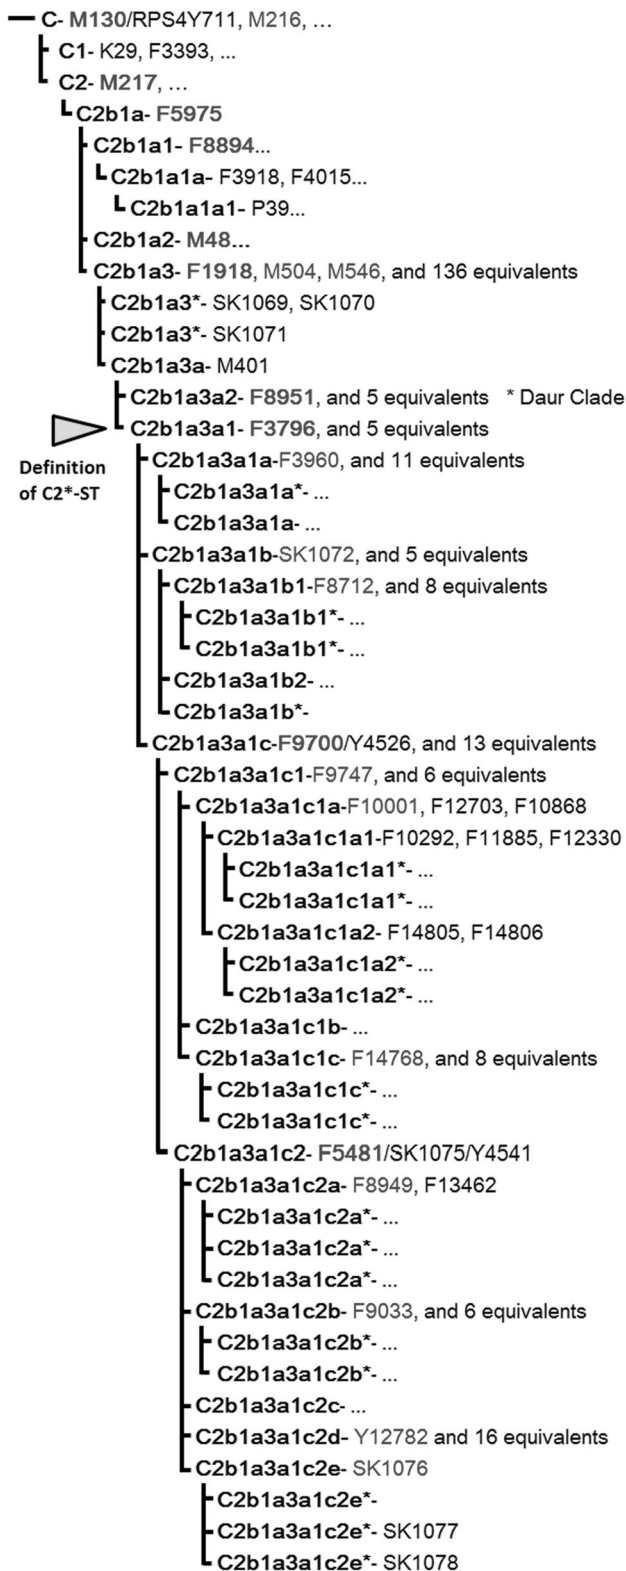 C- M130/RPS4Y711, M216, ...
C1- K29, F3393, ...
C2- M217, ...
C2b1a- F5975
C2b1a1- F8894...
C2b1a1a- F3918, F4015...
C2b1a1a1- P39...
C2b1a2- M48...
C2b1a3- F1918, M504, M546, and 136 equivalents
C2b1a3*- SK1069, SK1070
C2b1a3*- SK1071
C2b1a3a- M401
C2b1a3a2- F8951, and 5 equivalents * Daur Clade
C2b1a3a1- F3796, and 5 equivalents
Definition
of C2*-ST
C2b1a3a1a-F3960, and 11 equivalents
C2b1a3a1a*- ...
C2b1a3a1a- ...
C2b1a3a1b-SK1072, and 5 equivalents
C2b1a3a1b1-F8712, and 8 equivalents
C2b1a3a1b1*- ...
C2b1a3a1b1*- ...
C2b1a3a1b2- ...
C2b1a3a1b*-
C2b1a3a1c-F9700/Y4526, and 13 equivalents
C2b1a3a1c1-F9747, and 6 equivalents
C2b1a3a1c1a-F10001, F12703, F10868
C2b1a3a1c1a1-F10292, F11885, F12330
C2b1a3a1c1a1*- ...
C2b1a3a1c1a1*- ...
C2b1a3a1c1a2- F14805, F14806
C2b1a3a1c1a2*- ...
C2b1a3a1c1a2*- ...
C2b1a3a1c1b- ...
C2b1a3a1c1c- F14768, and 8 equivalents
C2b1a3a1c1c*- ...
C2b1a3a1c1c*- ...
C2b1a3a1c2- F5481/SK1075/Y4541
C2b1a3a1c2a- F8949, F13462
C2b1a3a1c2a*- ...
C2b1a3a1c2a*- ...
C2b1a3a1c2a*- ...
C2b1a3a1c2b- F9033, and 6 equivalents
C2b1a3a1c2b*- ...
C2b1a3a1c2b*- ...
C2b1a3a1c2c- ...
C2b1a3a1c2d- Y12782 and 16 equivalents
C2b1a3a1c2e- SK1076
C2b1a3a1c2e*-
C2b1a3a1c2e*- SK1077
C2b1a3a1c2e*- SK1078